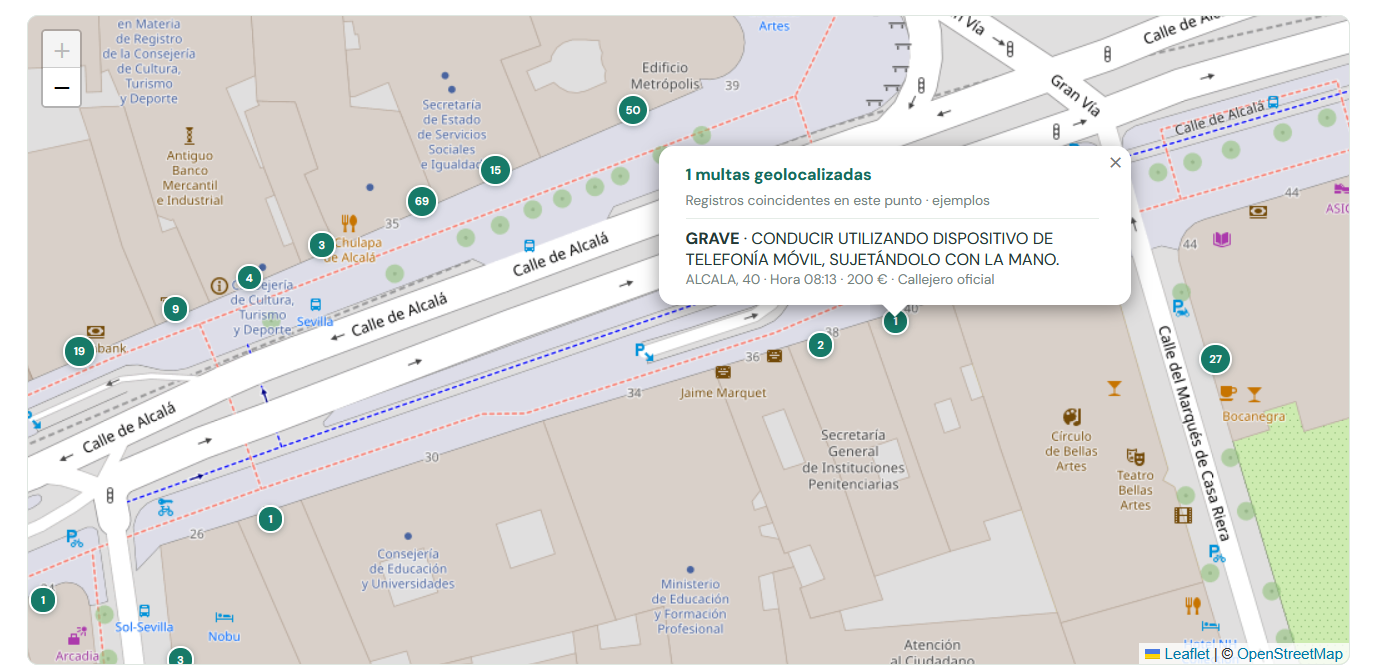 en Materia
de Registro
de la Consejería
de Cultura,
Turismo
y Deporte
+
−
Antiguo
Banco
Mercantil
e Industrial
Secretaría
de Estado
de Servicios
Sociales
e Igualdad
Edificio
Metrópolis
39
Artes
50
15
69
35
3
Chulapa
de Alcalá
4
9
19
de Cultura,
Turismo
y Deporte
Sevilla
Calle de Alcalá
Calle de Alcalá
Calle de Alcalá
Gran Vía
Gran Vía
Calle de Alcalá
44
44
1 multas geolocalizadas
×
Registros coincidentes en este punto · ejemplos
GRAVE · CONDUCIR UTILIZANDO DISPOSITIVO DE
TELEFONÍA MÓVIL, SUJETÁNDOLO CON LA MANO.
ALCALA, 40 · Hora 08:13 · 200 € · Callejero oficial
40
1
38
2
36
Jaime Marquet
34
30
26
27
Bocanegra
Calle del Marqués de Casa Riera
Círculo
de Bellas
Artes
Teatro
Bellas
Artes
Secretaría
General
de Instituciones
Penitenciarias
1
Consejería
de Educación
y Universidades
Ministerio
de Educación
y Formación
Profesional
1
Sol-Sevilla
Nobu
Arcadia
3
Atención
al Ciudadano
Leaflet | © OpenStreetMap